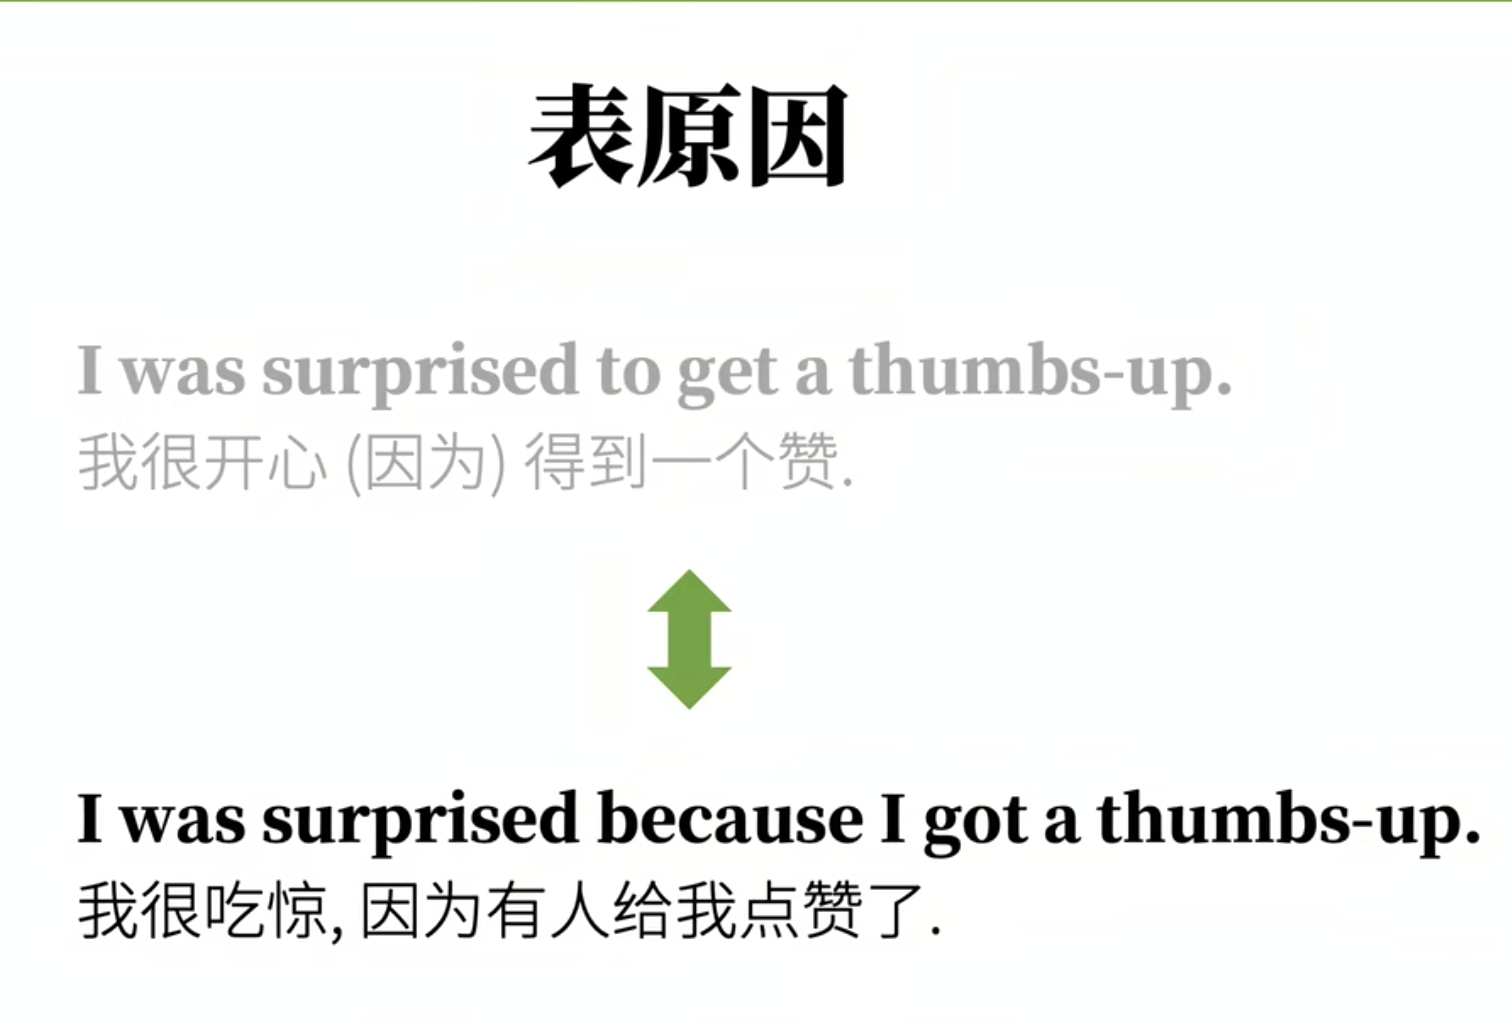 表原因
I was surprised to get a thumbs-up.
我很开心 (因为) 得到一个赞.
I was surprised because I got a thumbs-up.
我很吃惊, 因为有人给我点赞了.